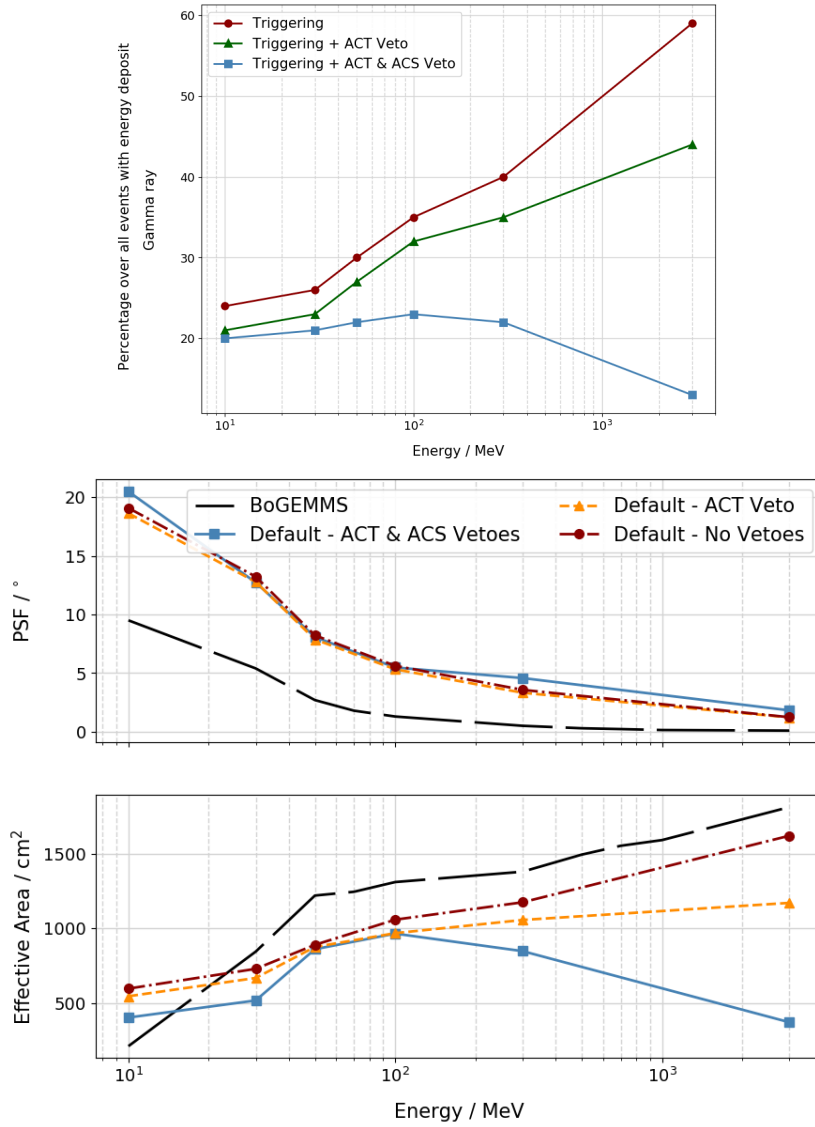 60
50
40
30
20
Percentage over all events with energy deposit
Gamma ray
Triggering
Triggering + ACT Veto
Triggering + ACT & ACS Veto
10¹
10²
10³
Energy / MeV
20
15
10
5
0
PSF / °
BoGEMMS
Default - ACT & ACS Vetoes
Default - ACT Veto
Default - No Vetoes
1500
1000
500
Effective Area / cm²
10¹
10²
10³
Energy / MeV